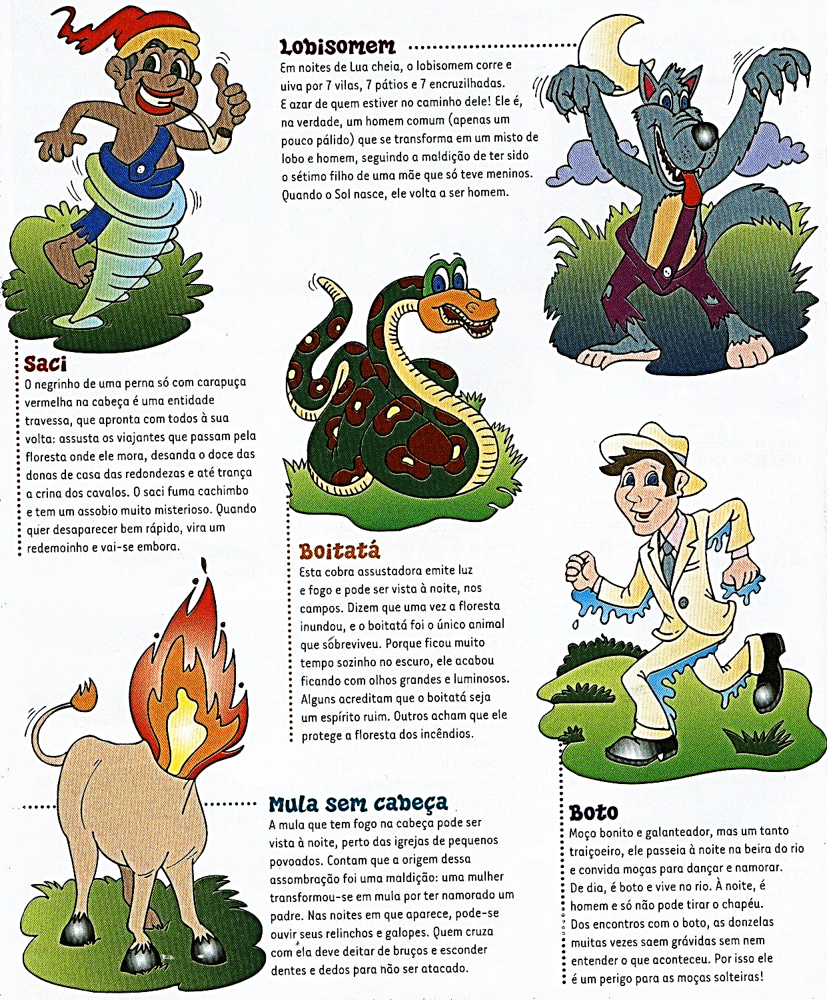 Lobisomem
Em noites de Lua cheia, o lobisomem corre e
uiva por 7 vilas, 7 pátios e 7 encruzilhadas.
E azar de quem estiver no caminho dele! Ele é,
na verdade, um homem comum (apenas um
pouco pálido) que se transforma em um misto de
lobo e homem, seguindo a maldição de ter sido
o sétimo filho de uma mãe que só teve meninos.
Quando o Sol nasce, ele volta a ser homem.
Saci
O negrinho de uma perna só com carapuça
vermelha na cabeça é uma entidade
travessa, que apronta com todos à sua
volta: assusta os viajantes que passam pela
floresta onde ele mora, desanda o doce das
donas de casa das redondezas e até trança
a crina dos cavalos. O saci fuma cachimbo
e tem um assobio muito misterioso. Quando
quer desaparecer bem rápido, vira um
redemoinho e vai-se embora.
Boitatá
Esta cobra assustadora emite luz
e fogo e pode ser vista à noite, nos
campos. Dizem que uma vez a floresta
inundou, e o boitatá foi o único animal
que sobreviveu. Porque ficou muito
tempo sozinho no escuro, ele acabou
ficando com olhos grandes e luminosos.
Alguns acreditam que o boitatá seja
um espírito ruim. Outros acham que ele
protege a floresta dos incêndios.
Mula sem cabeça
A mula que tem fogo na cabeça pode ser
vista à noite, perto das igrejas de pequenos
povoados. Contam que a origem dessa
assombração foi uma maldição: uma mulher
transformou-se em mula por ter namorado um
padre. Nas noites em que aparece, pode-se
ouvir seus relinchos e galopes. Quem cruza
com ela deve deitar de bruços e esconder
dentes e dedos para não ser atacado.
Boto
Moço bonito e galanteador, mas um tanto
traiçoeiro, ele passeia à noite na beira do rio
e convida moças para dançar e namorar.
De dia, é boto e vive no rio. À noite, é
homem e só não pode tirar o chapéu.
Dos encontros com o boto, as donzelas
muitas vezes saem grávidas sem nem
entender o que aconteceu. Por isso ele
é um perigo para as moças solteiras!